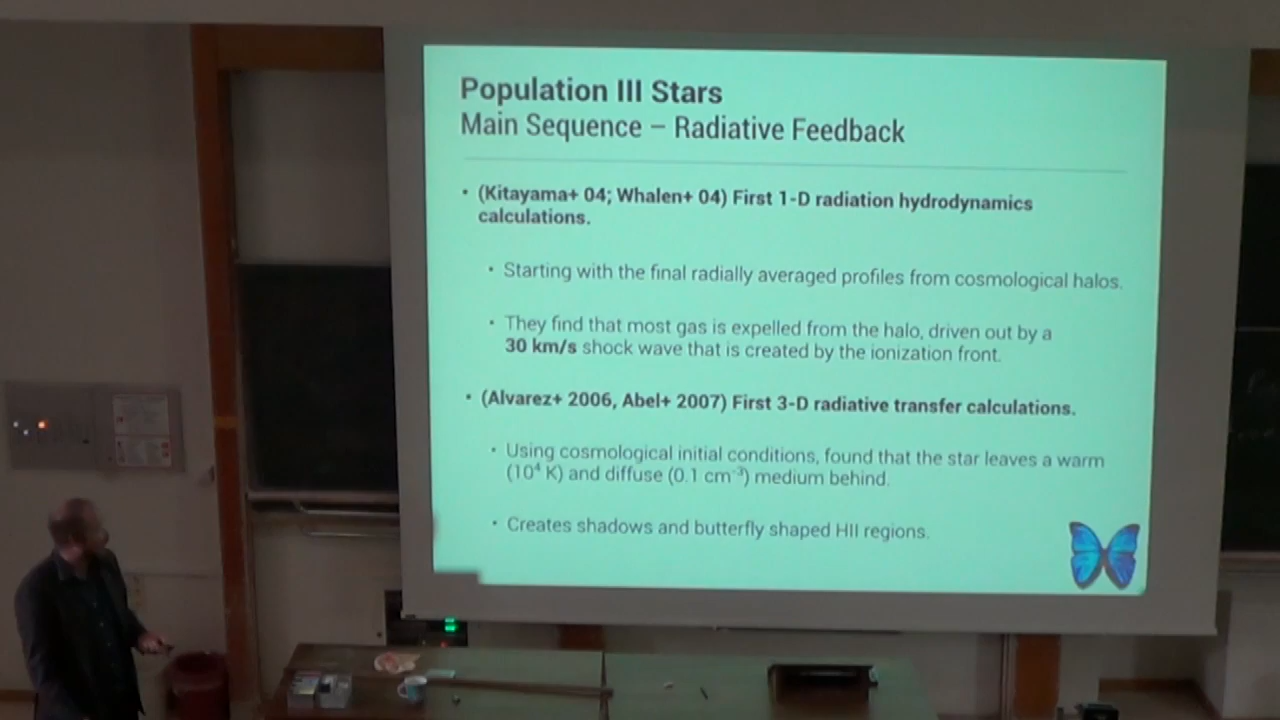 Population III Stars
Main Sequence – Radiative Feedback
• (Kitayama+ 04; Whalen+ 04) First 1-D radiation hydrodynamics
calculations.
• Starting with the final radially averaged profiles from cosmological halos.
• They find that most gas is expelled from the halo, driven out by a
30 km/s shock wave that is created by the ionization front.
• (Alvarez+ 2006, Abel+ 2007) First 3-D radiative transfer calculations.
• Using cosmological initial conditions, found that the star leaves a warm
(10⁴ K) and diffuse (0.1 cm⁻³) medium behind.
• Creates shadows and butterfly shaped HII regions.